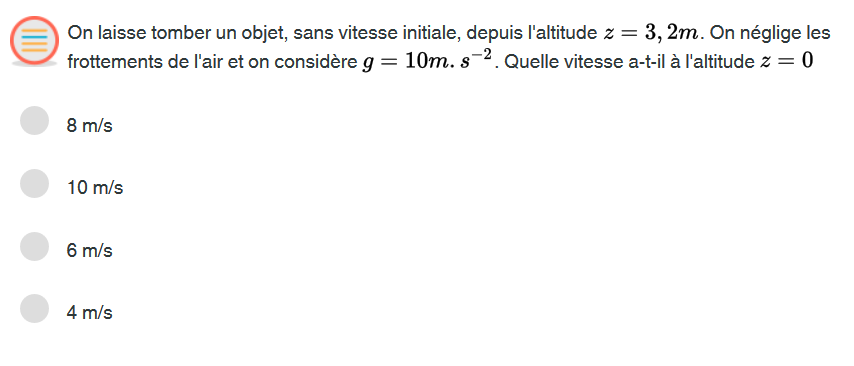 On laisse tomber un objet, sans vitesse initiale, depuis l'altitude z = 3, 2m. On néglige les
frottements de l'air et on considère g = 10m. s⁻². Quelle vitesse a-t-il à l'altitude z = 0
8 m/s
10 m/s
6 m/s
4 m/s